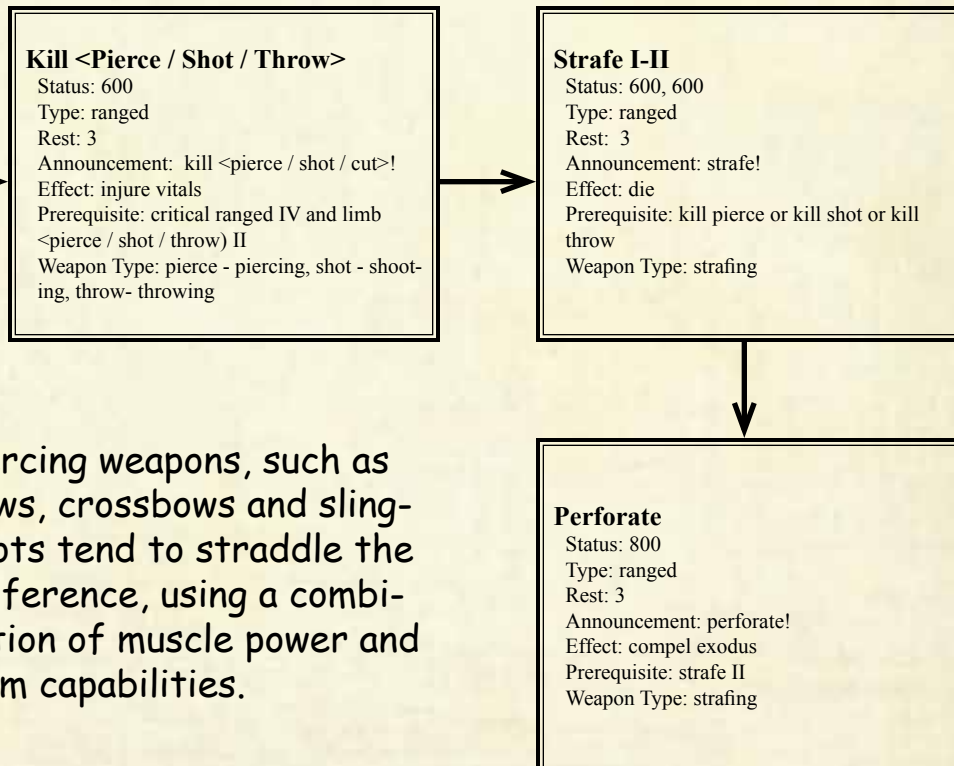 Kill <Pierce / Shot / Throw>
Status: 600
Type: ranged
Rest: 3
Announcement: kill <pierce / shot / cut>!
Effect: injure vitals
Prerequisite: critical ranged IV and limb
<pierce / shot / throw) II
Weapon Type: pierce - piercing, shot - shoot-
ing, throw- throwing
Strafe I-II
Status: 600, 600
Type: ranged
Rest: 3
Announcement: strafe!
Effect: die
Prerequisite: kill pierce or kill shot or kill
throw
Weapon Type: strafing
rcing weapons, such as
ws, crossbows and sling-
ots tend to straddle the
ference, using a combi-
tion of muscle power and
m capabilities.
Perforate
Status: 800
Type: ranged
Rest: 3
Announcement: perforate!
Effect: compel exodus
Prerequisite: strafe II
Weapon Type: strafing